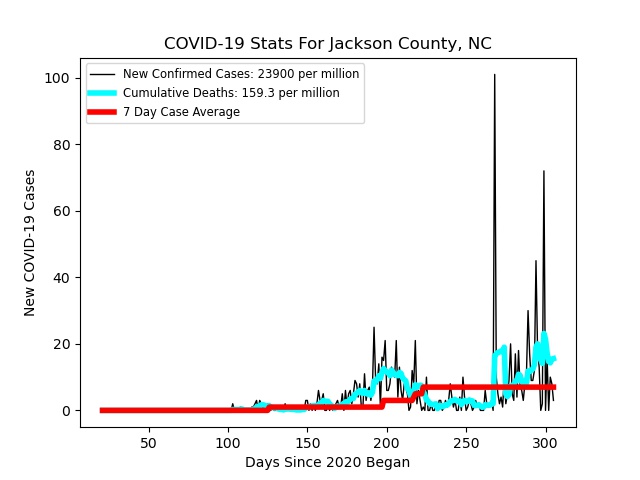 COVID-19 Stats For Jackson County, NC
New Confirmed Cases: 23900 per million
Cumulative Deaths: 159.3 per million
7 Day Case Average
New COVID-19 Cases
100
80
60
40
20
0
50
100
150
200
250
300
Days Since 2020 Began